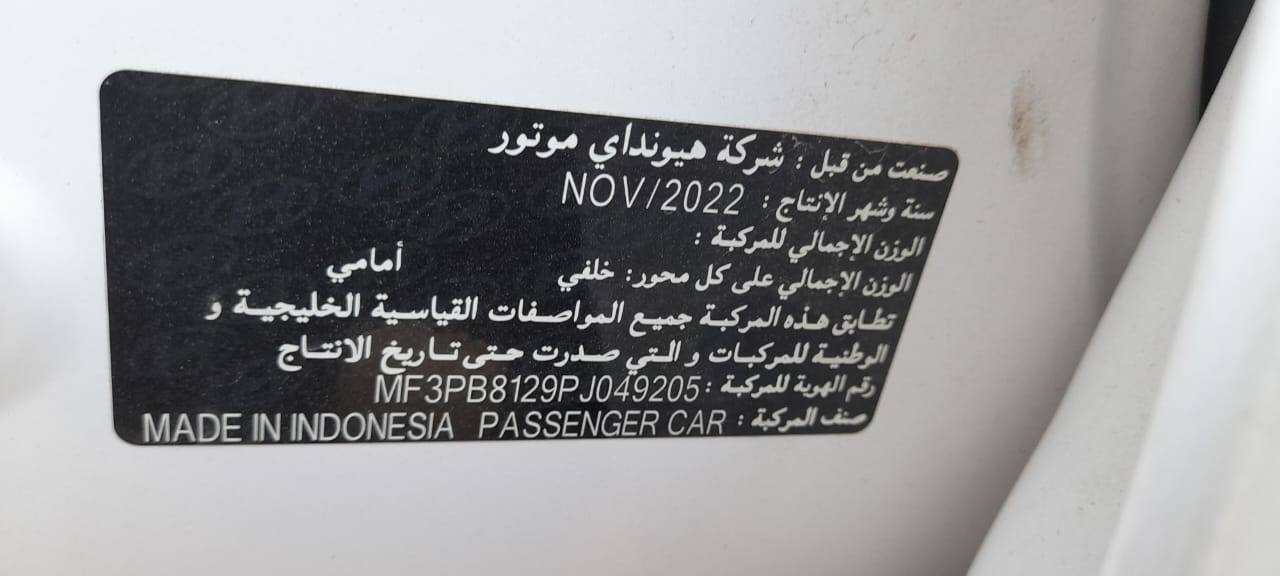 صنعت من قبل : شركة هيونداي موتور
سنة وشهر الإنتاج : NOV/2022
الوزن الإجمالي للمركبة :
الوزن الإجمالي على كل محور: خلفي أمامي
تطابق هذه المركبة جميع المواصفات القياسية الخليجية و
الوطنية للمركبات و التي صدرت حتى تاريخ الانتاج
رقم الهوية للمركبة : MF3PB8129PJ049205
صنف المركبة : PASSENGER CAR MADE IN INDONESIA